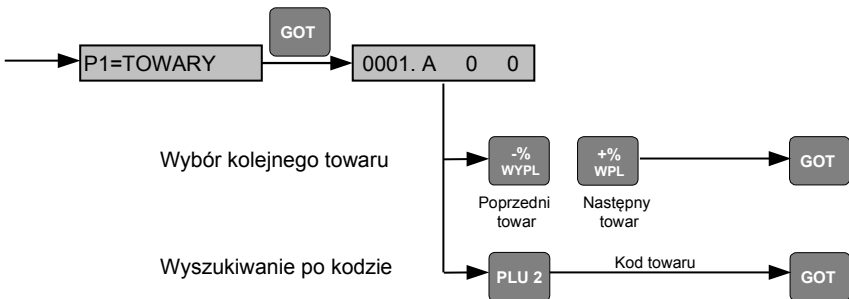 GOT
P1=TOWARY
0001. A 0 0
Wybór kolejnego towaru
-%
WYPL
+%
WPL
GOT
Poprzedni
towar
Następny
towar
Wyszukiwanie po kodzie
PLU 2
Kod towaru
GOT